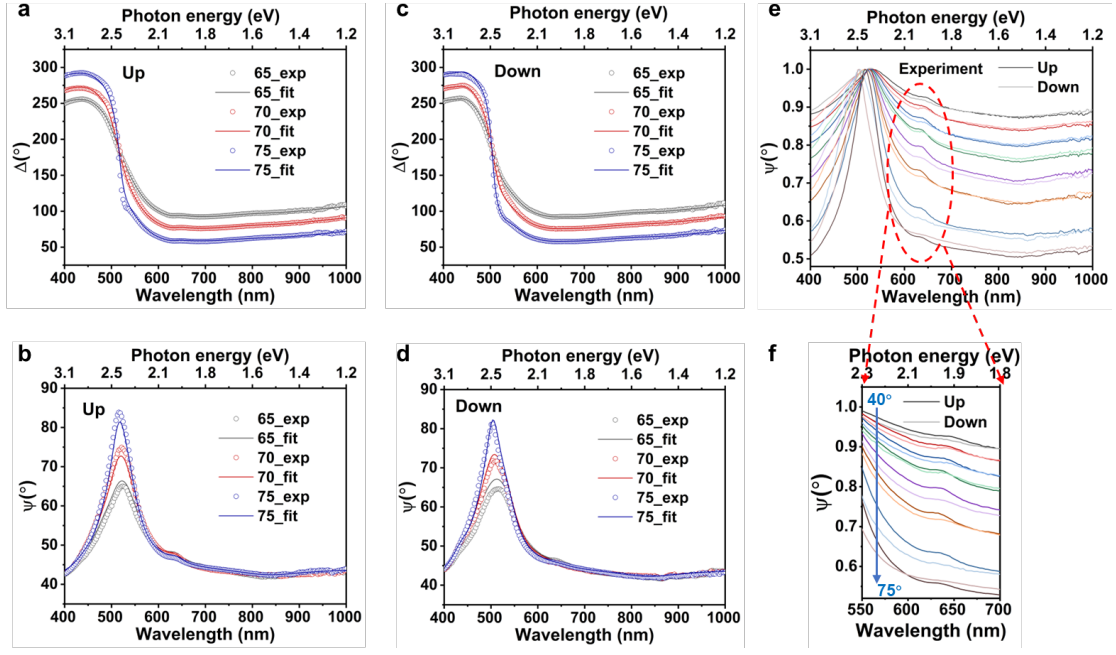 a
Photon energy (eV)
3.1 2.5 2.1 1.8 1.6 1.4 1.2
Up
65_exp
65_fit
70_exp
70_fit
75_exp
75_fit
Δ(°)
300
250
200
150
100
50
400 500 600 700 800 900 1000
Wavelength (nm)
c
Photon energy (eV)
3.1 2.5 2.1 1.8 1.6 1.4 1.2
Down
65_exp
65_fit
70_exp
70_fit
75_exp
75_fit
Δ(°)
300
250
200
150
100
50
400 500 600 700 800 900 1000
Wavelength (nm)
e
Photon energy (eV)
3.1 2.5 2.1 1.8 1.6 1.4 1.2
Experiment
Up
Down
ψ(°)
1.0
0.9
0.8
0.7
0.6
0.5
400 500 600 700 800 900 1000
Wavelength (nm)
b
Photon energy (eV)
3.1 2.5 2.1 1.8 1.6 1.4 1.2
Up
65_exp
65_fit
70_exp
70_fit
75_exp
75_fit
ψ(°)
90
80
70
60
50
40
400 500 600 700 800 900 1000
Wavelength (nm)
d
Photon energy (eV)
3.1 2.5 2.1 1.8 1.6 1.4 1.2
Down
65_exp
65_fit
70_exp
70_fit
75_exp
75_fit
ψ(°)
90
80
70
60
50
40
400 500 600 700 800 900 1000
Wavelength (nm)
f
Photon energy (eV)
2.3 2.1 1.9 1.8
40°
Up
Down
75°
ψ(°)
1.0
0.9
0.8
0.7
0.6
550 600 650 700
Wavelength (nm)